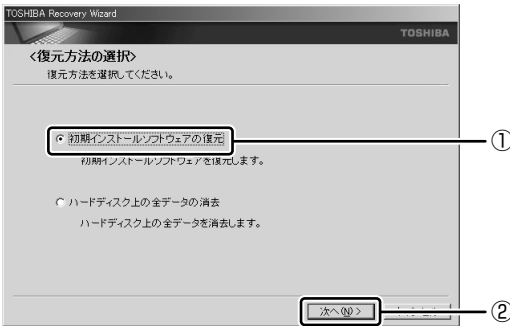 TOSHIBA Recovery Wizard
TOSHIBA
<復元方法の選択>
復元方法を選択してください。
初期インストールソフトウェアの復元
①
初期インストールソフトウェアを復元します。
ハードディスク上の全データの消去
ハードディスク上の全データを消去します。
次へ(N) >
②